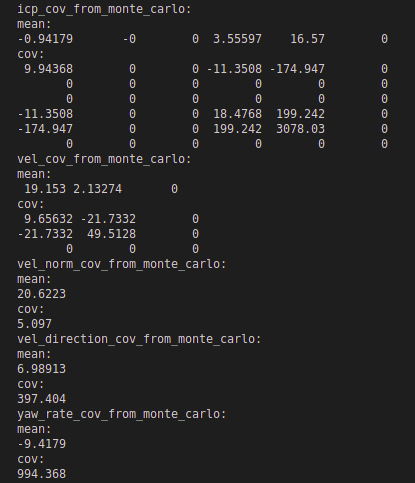 icp_cov_from_monte_carlo:
mean:
-0.94179 -0 0 3.55597 16.57 0
cov:
9.94368 0 0 -11.3508 -174.947 0
0 0 0 0 0 0
0 0 0 0 0 0
-11.3508 0 0 18.4768 199.242 0
-174.947 0 0 199.242 3078.03 0
0 0 0 0 0 0
vel_cov_from_monte_carlo:
mean:
19.153 2.13274 0
cov:
9.65632 -21.7332 0
-21.7332 49.5128 0
0 0 0
vel_norm_cov_from_monte_carlo:
mean:
20.6223
cov:
5.097
vel_direction_cov_from_monte_carlo:
mean:
6.98913
cov:
397.404
yaw_rate_cov_from_monte_carlo:
mean:
-9.4179
cov:
994.368